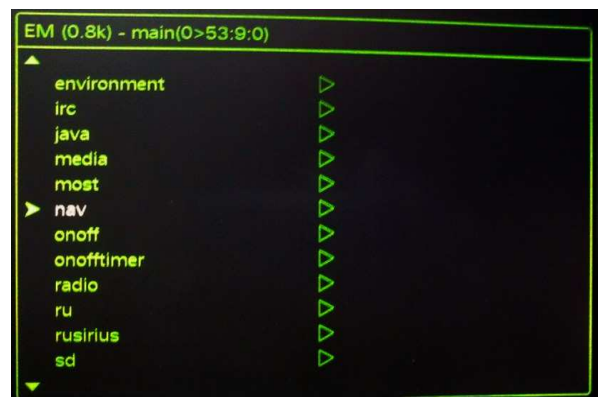 EM (0.8k) - main(0>53:9:0)
environment
irc
java
media
most
nav
onoff
onofftimer
radio
ru
rusirius
sd